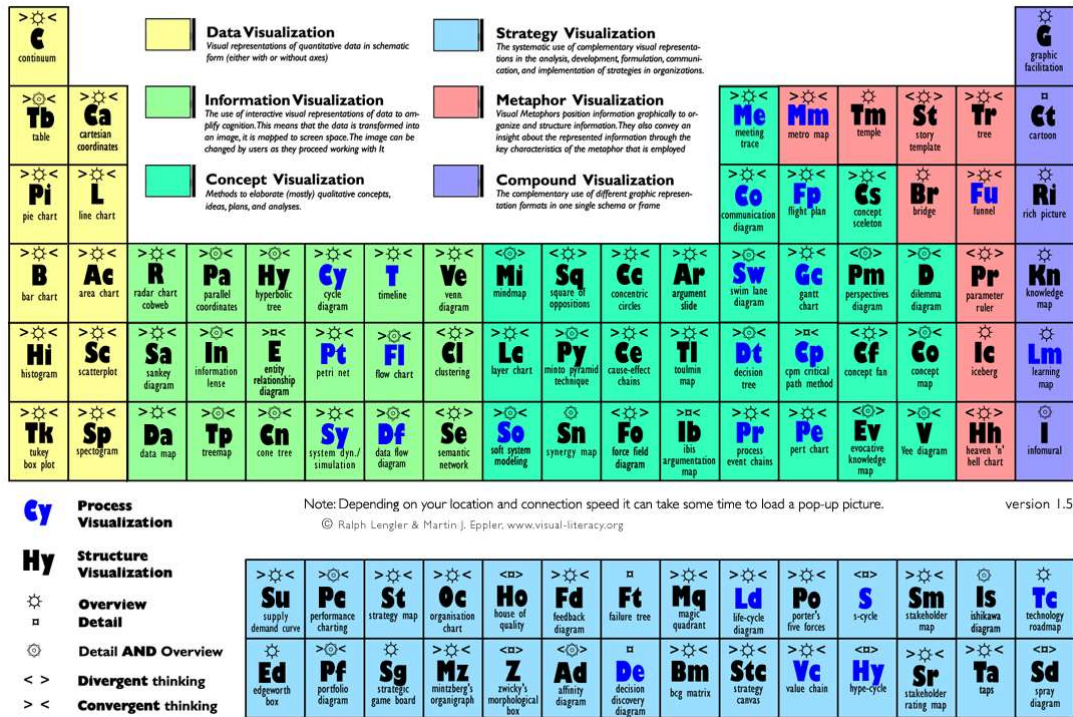 C
continuum
Data Visualization
Visual representations of quantitative data in schematic
form (either with or without axes)
Strategy Visualization
The systematic use of complementary visual representa-
tions in the analysis, development, formulation, communi-
cation, and implementation of strategies in organizations.
G
graphic
facilitation
Tb
table
Ca
cartesian
coordinates
Information Visualization
The use of interactive visual representations of data to am-
plify cognition. This means that the data is transformed into
an image, it is mapped to screen space. The image can be
changed by users as they proceed working with It
Metaphor Visualization
Visual Metaphors position information graphically to or-
ganize and structure information. They also convey an
insight about the represented information through the
key characteristics of the metaphor that is employed
Me
meeting
trace
Mm
metro map
Tm
temple
St
story
template
Tr
tree
Ct
cartoon
Pi
pie chart
L
line chart
Concept Visualization
Methods to elaborate (mostly) qualitative concepts,
ideas, plans, and analyses.
Compound Visualization
The complementary use of different graphic represen-
tation formats in one single schema or frame
Co
communication
diagram
Fp
flight plan
Cs
concept
sceleton
Br
bridge
Fu
funnel
Ri
rich picture
B
bar chart
Ac
area chart
R
radar chart
cobweb
Pa
parallel
coordinates
Hy
hyperbolic
tree
Cy
cycle
diagram
T
timeline
Ve
venn
diagram
Mi
mindmap
Sq
square of
oppositions
Cc
concentric
circles
Ar
argument
slide
Sw
swim lane
diagram
Gc
gantt
chart
Pm
perspectives
diagram
D
dilemma
diagram
Pr
parameter
ruler
Kn
knowledge
map
Hi
histogram
Sc
scatterplot
Sa
sankey
diagram
In
information
lense
E
entity
relationship
diagram
Pt
petri net
Fl
flow chart
Cl
clustering
Lc
layer chart
Py
minto pyramid
technique
Ce
cause-effect
chains
Tl
toulmin
map
Dt
decision
tree
Cp
cpm critical
path method
Cf
concept fan
Co
concept
map
Ic
iceberg
Lm
learning
map
Tk
tukey
box plot
Sp
spectogram
Da
data map
Tp
treemap
Cn
cone tree
Sy
system dyn./
simulation
Df
data flow
diagram
Se
semantic
network
So
soft system
modeling
Sn
synergy map
Fo
force field
diagram
Ib
ibis
argumentation
map
Pr
process
event chains
Pe
pert chart
Ev
evocative
knowledge
map
V
Vee diagram
Hh
heaven 'n'
hell chart
I
infomural
Cy Process
Visualization
Note: Depending on your location and connection speed it can take some time to load a pop-up picture.
version 1.5
© Ralph Lengler & Martin J. Eppler, www.visual-literacy.org
Hy Structure
Visualization
Overview
Detail
Detail AND Overview
< > Divergent thinking
> < Convergent thinking
Su
supply
demand curve
Pc
performance
charting
St
strategy map
Oc
organisation
chart
Ho
house of
quality
Fd
feedback
diagram
Ft
failure tree
Mq
magic
quadrant
Ld
life-cycle
diagram
Po
porter's
five forces
S
s-cycle
Sm
stakeholder
map
Is
ishikawa
diagram
Tc
technology
roadmap
Ed
edgeworth
box
Pf
portfolio
diagram
Sg
strategic
game board
Mz
mintzberg's
organigraph
Z
zwicky's
morphological
box
Ad
affinity
diagram
De
decision
discovery
diagram
Bm
bcg matrix
Stc
strategy
canvas
Vc
value chain
Hy
hype-cycle
Sr
stakeholder
rating map
Ta
taps
Sd
spray
diagram